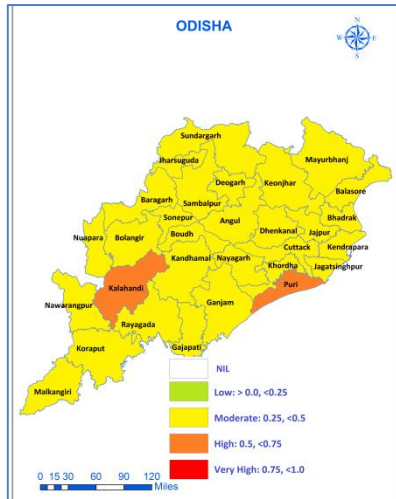 ODISHA
N
W E
S
Sundargarh
Jharsuguda
Mayurbhanj
Deogarh
Keonjhar
Balasore
Baragarh
Sambalpur
Sonepur
Angul
Bhadrak
Nuapara
Bolangir
Boudh
Dhenkanal
Jajpur
Cuttack
Kendrapara
Kandhamal
Nayagarh
Khordha
Jagatsinghpur
Kalahandi
Puri
Nawarangpur
Ganjam
Rayagada
Koraput
Gajapati
Malkangiri
NIL
Low: > 0.0, <0.25
Moderate: 0.25, <0.5
High: 0.5, <0.75
Very High: 0.75, <1.0
0 15 30 60 90 120
Miles